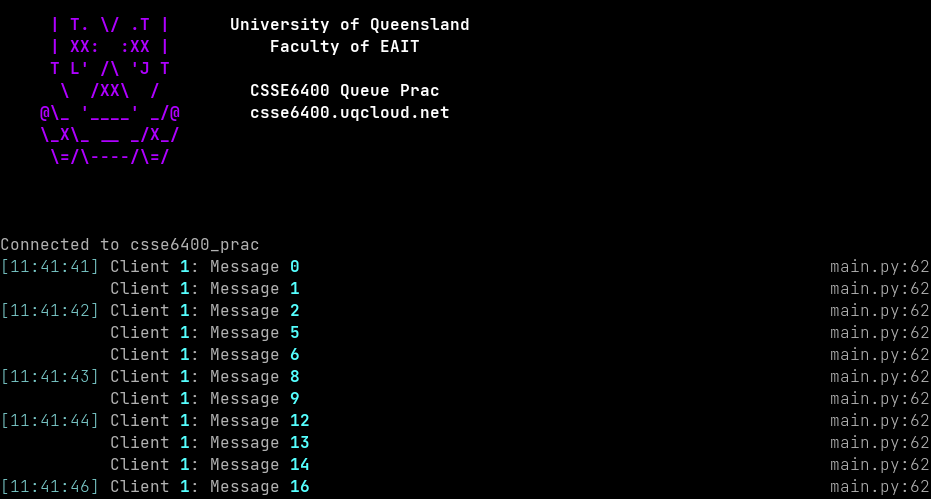 | T. \/ .T |      University of Queensland
| XX:  :XX |          Faculty of EAIT
T L' /\ 'J T
\  /XX\  /         CSSE6400 Queue Prac
@\_ '____' _/@       csse6400.uqcloud.net
\_X\_ __ _/X_/
\=/\----/\=/
Connected to csse6400_prac
[11:41:41] Client 1: Message 0 main.py:62
Client 1: Message 1 main.py:62
[11:41:42] Client 1: Message 2 main.py:62
Client 1: Message 5 main.py:62
Client 1: Message 6 main.py:62
[11:41:43] Client 1: Message 8 main.py:62
Client 1: Message 9 main.py:62
[11:41:44] Client 1: Message 12 main.py:62
Client 1: Message 13 main.py:62
Client 1: Message 14 main.py:62
[11:41:46] Client 1: Message 16 main.py:62